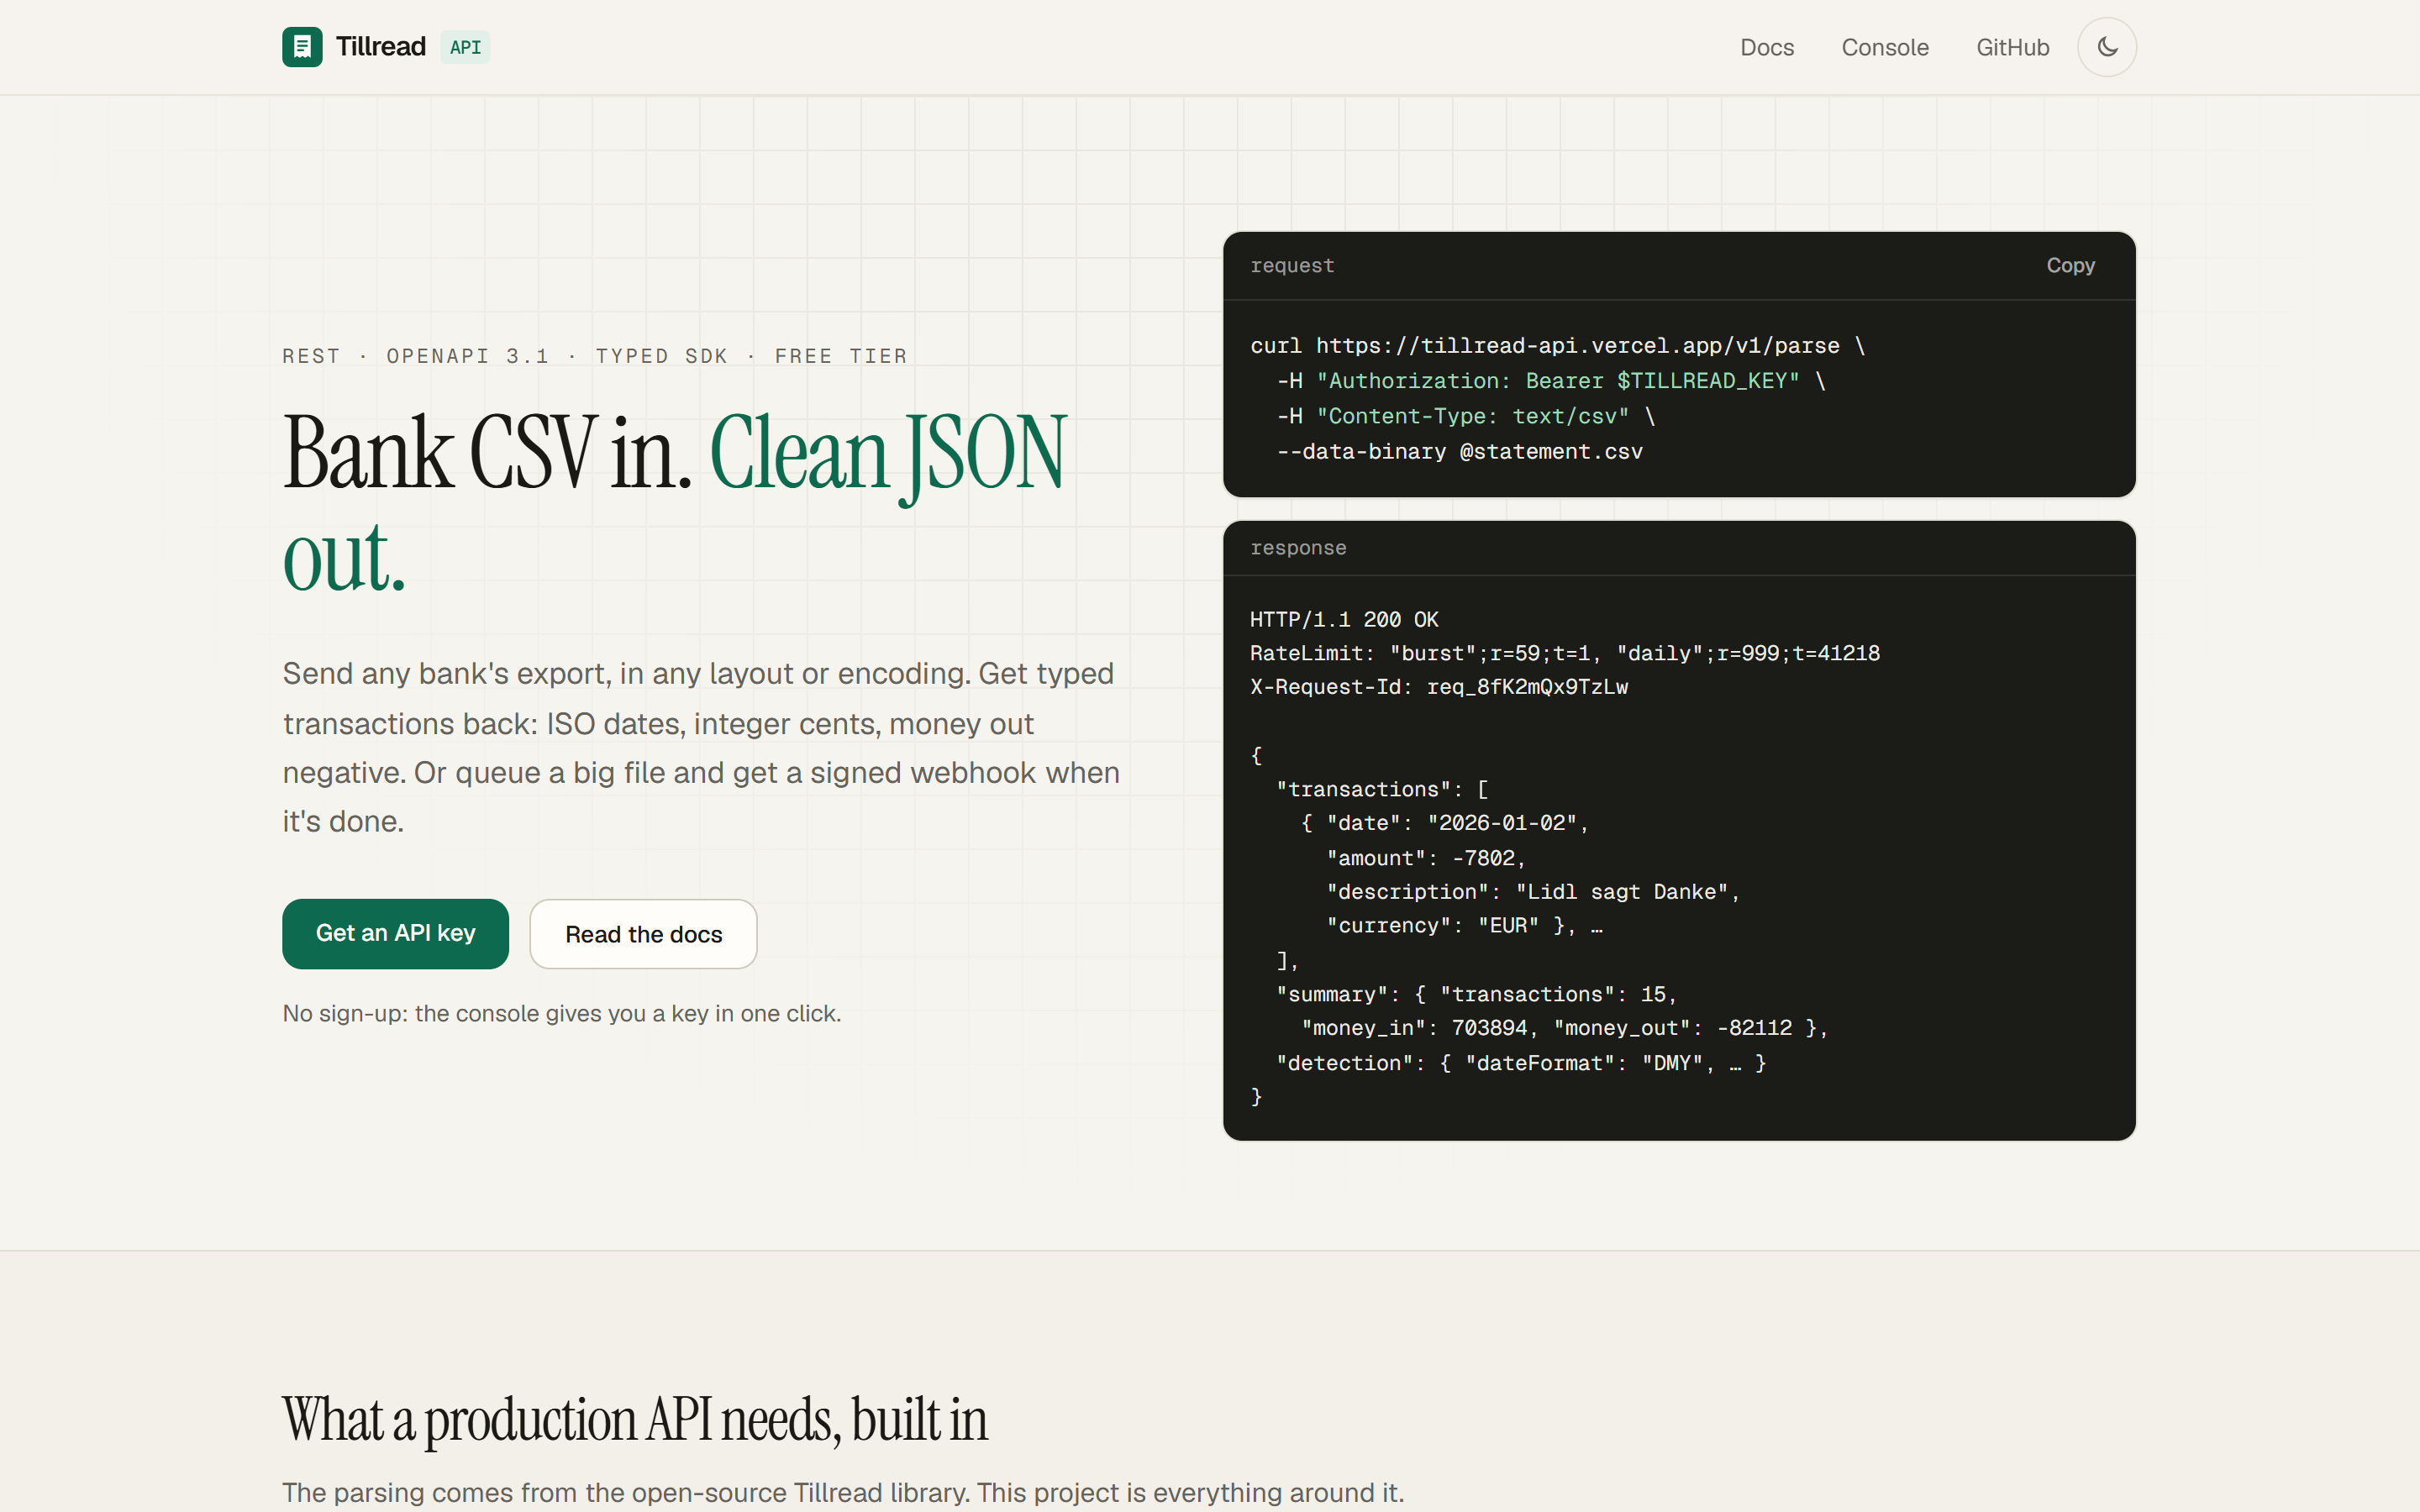 Tillread API
Docs Console GitHub
REST · OPENAPI 3.1 · TYPED SDK · FREE TIER
Bank CSV in. Clean JSON
out.
Send any bank's export, in any layout or encoding. Get typed
transactions back: ISO dates, integer cents, money out
negative. Or queue a big file and get a signed webhook when
it's done.
Get an API key
Read the docs
No sign-up: the console gives you a key in one click.
request
Copy
curl https://tillread-api.vercel.app/v1/parse \
  -H "Authorization: Bearer $TILLREAD_KEY" \
  -H "Content-Type: text/csv" \
  --data-binary @statement.csv
response
HTTP/1.1 200 OK
RateLimit: "burst";r=59;t=1, "daily";r=999;t=41218
X-Request-Id: req_8fK2mQx9TzLw
{
  "transactions": [
    { "date": "2026-01-02",
      "amount": -7802,
      "description": "Lidl sagt Danke",
      "currency": "EUR" }, …
  ],
  "summary": { "transactions": 15,
    "money_in": 703894, "money_out": -82112 },
  "detection": { "dateFormat": "DMY", … }
}
What a production API needs, built in
The parsing comes from the open-source Tillread library. This project is everything around it.